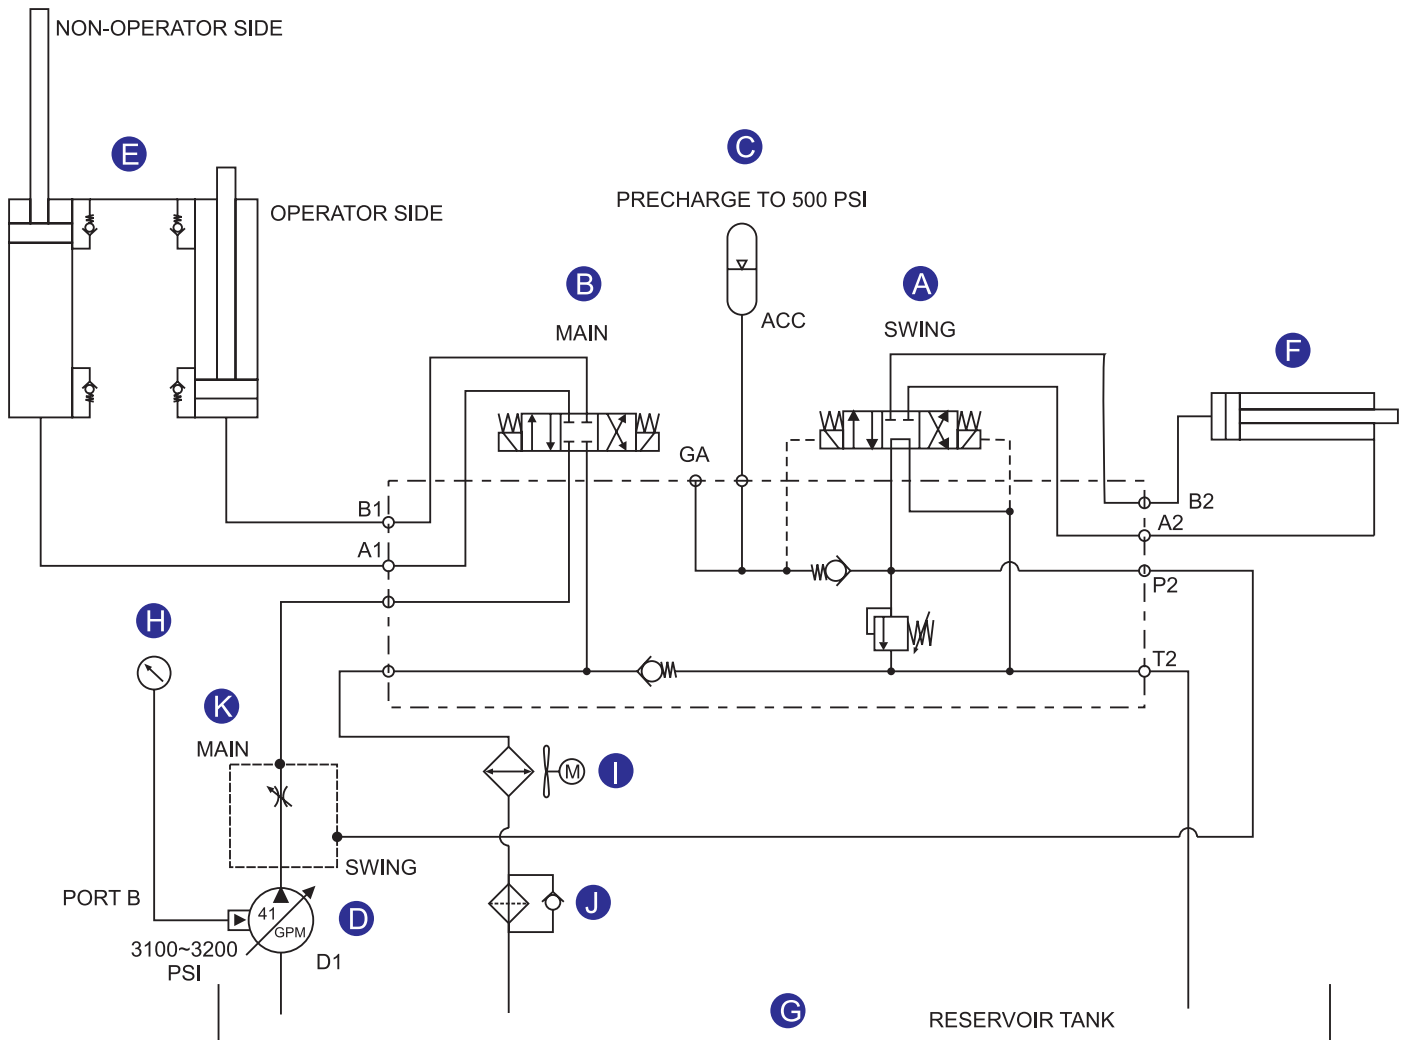 NON-OPERATOR SIDE
E
C
PRECHARGE TO 500 PSI
OPERATOR SIDE
B
A
MAIN
ACC
SWING
F
GA
B1
B2
A1
A2
P2
H
T2
K
MAIN
M
I
SWING
PORT B
41
GPM
D
J
3100~3200
PSI
D1
G
RESERVOIR TANK